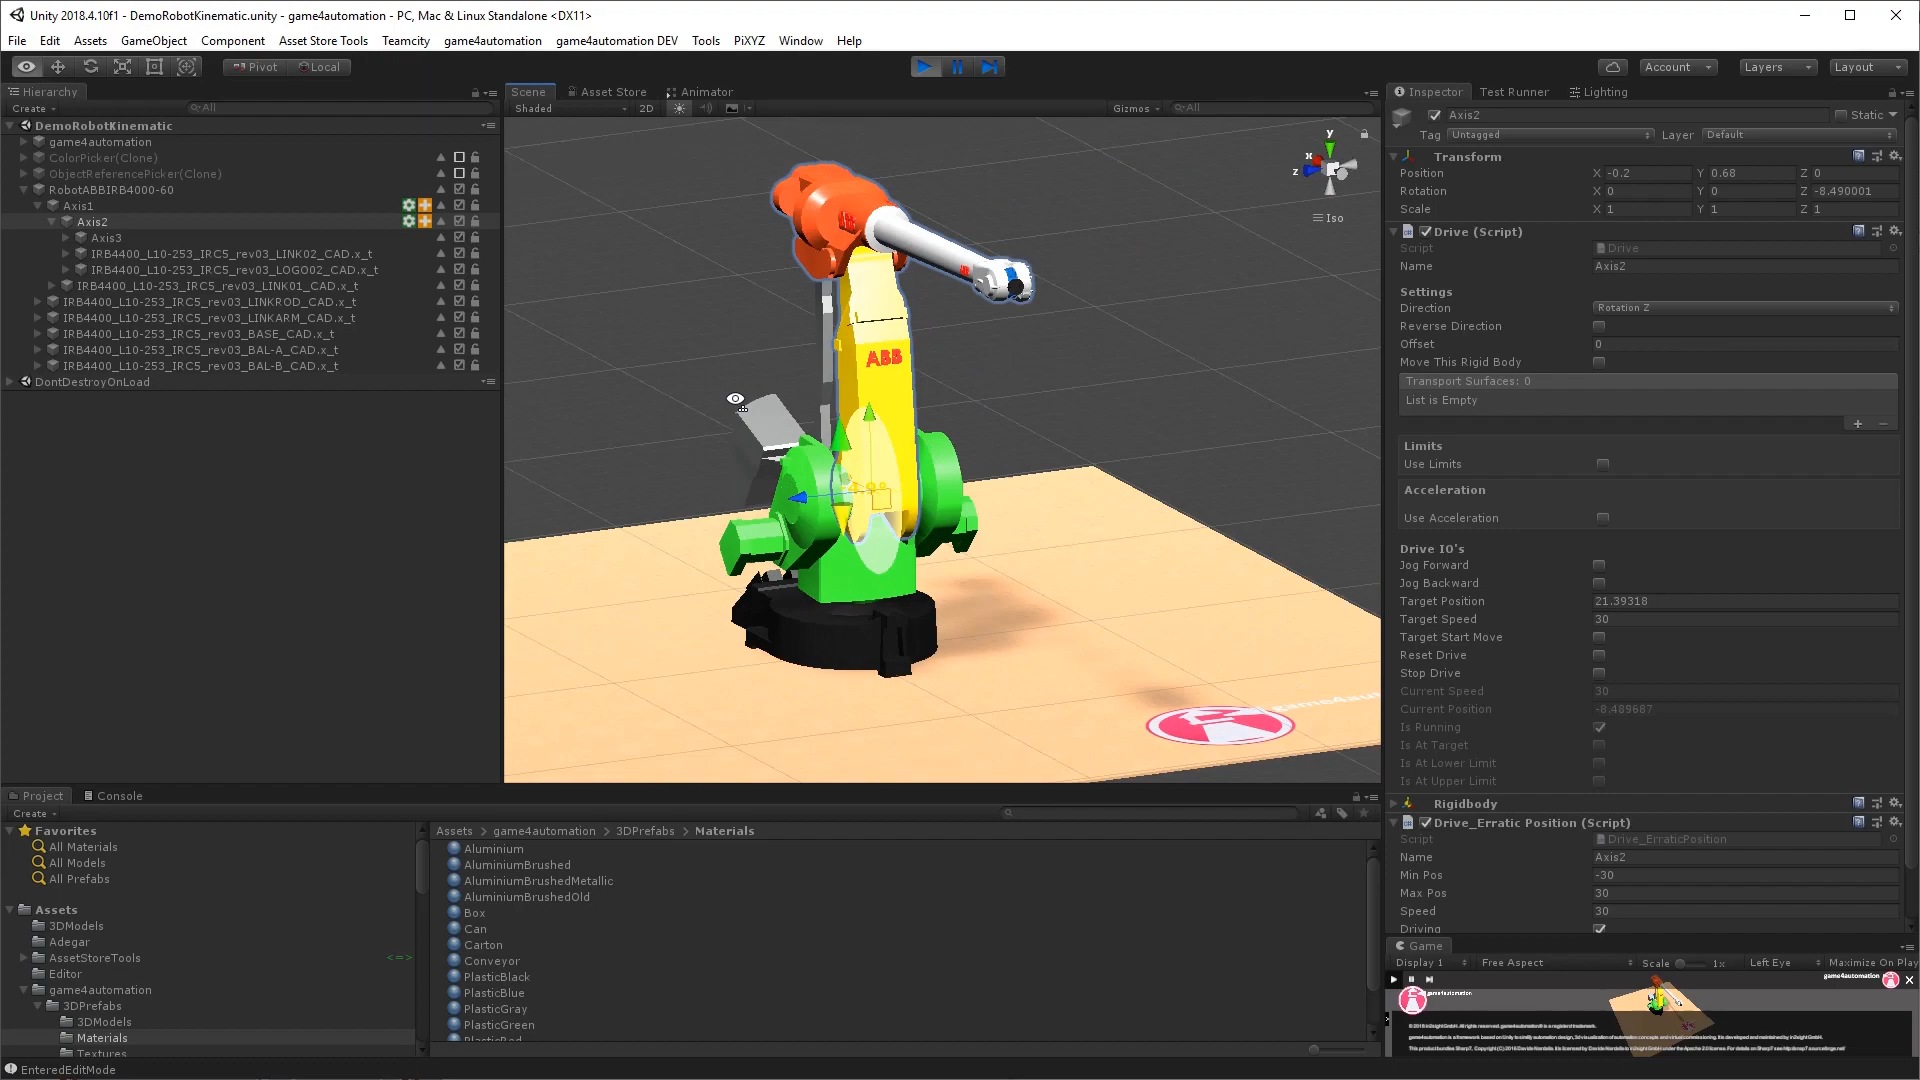 Unity 2018.4.10f1 - DemoRobotKinematic.unity - game4automation - PC, Mac & Linux Standalone <DX11>
File Edit Assets GameObject Component Asset Store Tools Teamcity game4automation game4automation DEV Tools PiXYZ Window Help
Pivot Local Account Layers Layout
Hierarchy
Create All
DemoRobotKinematic
game4automation
ColorPicker(Clone)
ObjectReferencePicker(Clone)
RobotABBIRB4000-60
Axis1
Axis2
Axis3
IRB4400_L10-253_IRC5_rev03_LINK02_CAD.x_t
IRB4400_L10-253_IRC5_rev03_LOGO02_CAD.x_t
IRB4400_L10-253_IRC5_rev03_LINK01_CAD.x_t
IRB4400_L10-253_IRC5_rev03_LINKROD_CAD.x_t
IRB4400_L10-253_IRC5_rev03_LINKARM_CAD.x_t
IRB4400_L10-253_IRC5_rev03_BASE_CAD.x_t
IRB4400_L10-253_IRC5_rev03_BAL-A_CAD.x_t
IRB4400_L10-253_IRC5_rev03_BAL-B_CAD.x_t
DontDestroyOnLoad
Scene Asset Store Animator
Shaded 2D Gizmos All
y
x
z
Iso
ABB
game4au
Inspector Test Runner Lighting
Axis2 Static
Tag Untagged Layer Default
Transform
Position X -0.2 Y 0.68 Z 0
Rotation X 0 Y 0 Z -8.490001
Scale X 1 Y 1 Z 1
Drive (Script)
Script Drive
Name Axis2
Settings
Direction Rotation Z
Reverse Direction
Offset 0
Move This Rigid Body
Transport Surfaces: 0
List is Empty
Limits
Use Limits
Acceleration
Use Acceleration
Drive IO's
Jog Forward
Jog Backward
Target Position 21.39318
Target Speed 30
Target Start Move
Reset Drive
Stop Drive
Current Speed 30
Current Position -8.489687
Is Running
Is At Target
Is At Lower Limit
Is At Upper Limit
Rigidbody
Drive_Erratic Position (Script)
Script Drive_ErraticPosition
Name Axis2
Min Pos -30
Max Pos 30
Speed 30
Driving
Project Console
Create
Favorites
All Materials
All Models
All Prefabs
Assets
3DModels
Adegar
AssetStoreTools
Editor
game4automation
3DPrefabs
3DModels
Materials
Textures
Assets > game4automation > 3DPrefabs > Materials
Aluminium
AluminiumBrushed
AluminiumBrushedMetallic
AluminiumBrushedOld
Box
Can
Carton
Conveyor
PlasticBlack
PlasticBlue
PlasticGray
PlasticGreen
PlasticRed
Game
Display 1 Free Aspect Scale 1x Left Eye Maximize On Play
game4automation
game4automation
EnteredEditMode